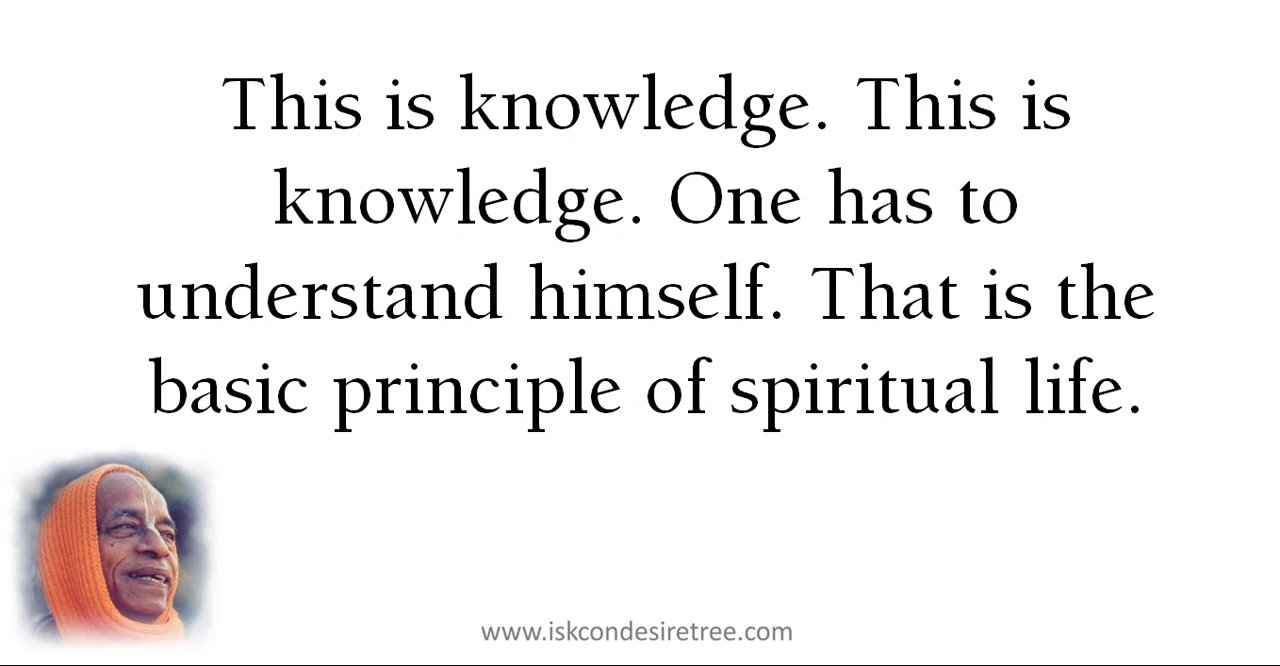 This is knowledge. This is
knowledge. One has to
understand himself. That is the
basic principle of spiritual life.
www.iskcondesiretree.com